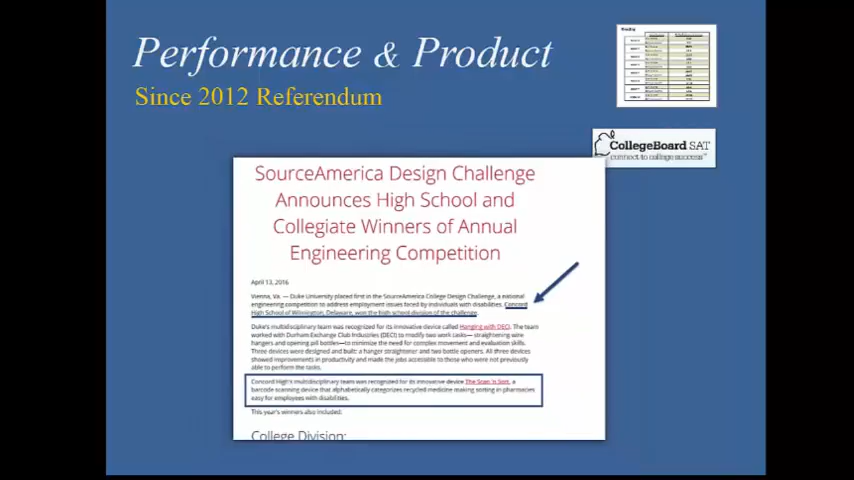 Performance & Product
Since 2012 Referendum
Reading
CollegeBoard SAT
connect to college success™
SourceAmerica Design Challenge
Announces High School and
Collegiate Winners of Annual
Engineering Competition
April 13, 2016
Vienna, Va. — Duke University placed first in the SourceAmerica College Design Challenge, a national
engineering competition to address employment issues faced by individuals with disabilities. Concord
High School of Wilmington, Delaware, won the high school division of the challenge.
Duke's multidisciplinary team was recognized for its innovative device called Hanging with DECI. The team
worked with Durham Exchange Club Industries (DECI) to modify two work tasks— straightening wire
hangers and opening pill bottles—to minimize the need for complex movement and evaluation skills.
Three devices were designed and built: a hanger straightener and two bottle openers. All three devices
showed improvements in productivity and made the jobs accessible to those who were not previously
able to perform the tasks.
Concord High's multidisciplinary team was recognized for its innovative device The Scan 'n Sort, a
barcode scanning device that alphabetically categorizes recycled medicine making sorting in pharmacies
easy for employees with disabilities.
This year's winners also included:
College Division: